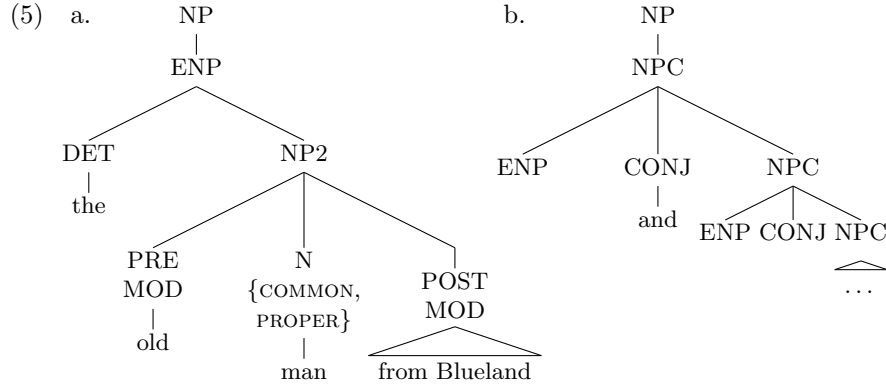 (5) a. NP b. NP
ENP NPC
DET NP2 ENP CONJ NPC
the and
ENP CONJ NPC
PRE N POST
MOD {COMMON, MOD ...
PROPER}
old
man from Blueland